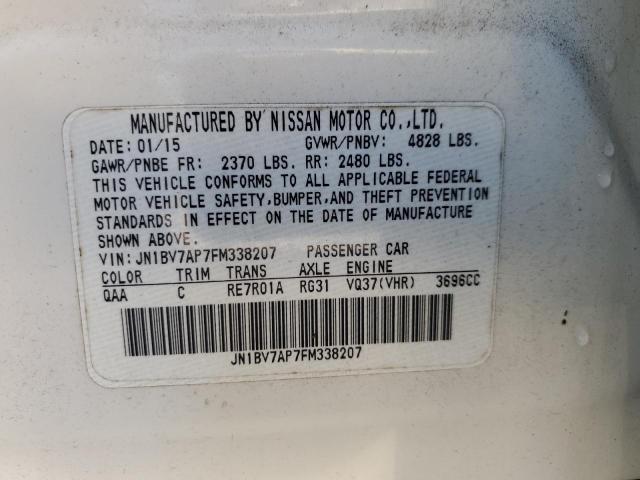 MANUFACTURED BY NISSAN MOTOR CO.,LTD.
DATE: 01/15 GVWR/PNBV: 4828 LBS.
GAWR/PNBE FR: 2370 LBS. RR: 2480 LBS.
THIS VEHICLE CONFORMS TO ALL APPLICABLE FEDERAL
MOTOR VEHICLE SAFETY,BUMPER,AND THEFT PREVENTION
STANDARDS IN EFFECT ON THE DATE OF MANUFACTURE
SHOWN ABOVE.
VIN: JN1BV7AP7FM338207 PASSENGER CAR
COLOR TRIM TRANS AXLE ENGINE
QAA C RE7R01A RG31 VQ37(VHR) 3696CC
JN1BV7AP7FM338207